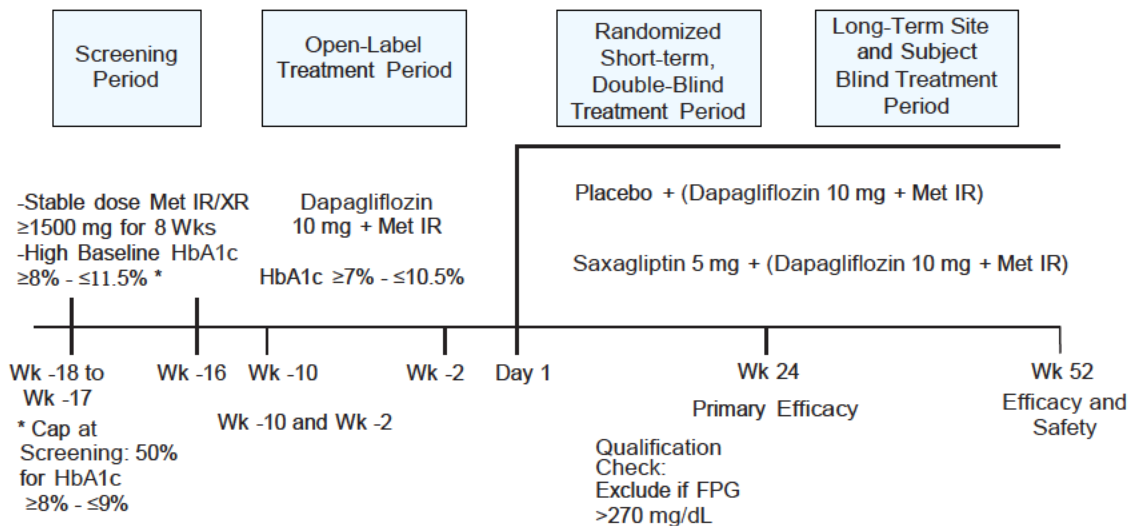 Screening
Period
Open-Label
Treatment Period
Randomized
Short-term,
Double-Blind
Treatment Period
Long-Term Site
and Subject
Blind Treatment
Period
-Stable dose Met IR/XR
≥1500 mg for 8 Wks
-High Baseline HbA1c
≥8% - ≤11.5% *
Dapagliflozin
10 mg + Met IR
HbA1c ≥7% - ≤10.5%
Placebo + (Dapagliflozin 10 mg + Met IR)
Saxagliptin 5 mg + (Dapagliflozin 10 mg + Met IR)
Wk -18 to
Wk -17
Wk -16
Wk -10
Wk -2
Day 1
Wk 24
Wk 52
* Cap at
Screening: 50%
for HbA1c
≥8% - ≤9%
Wk -10 and Wk -2
Primary Efficacy
Qualification
Check:
Exclude if FPG
>270 mg/dL
Efficacy and
Safety